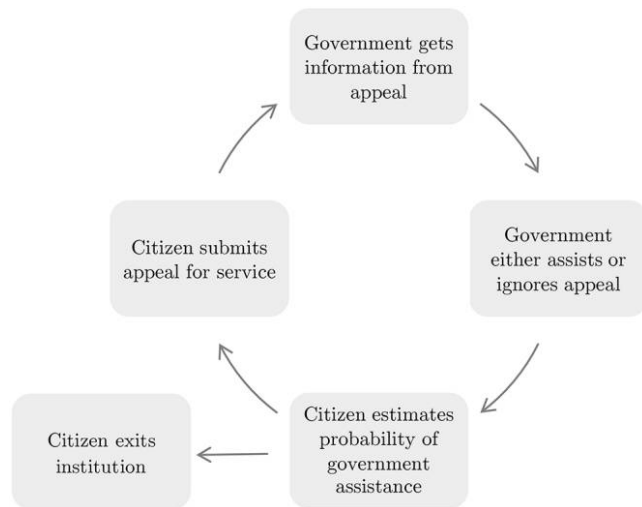 Government gets
information from
appeal
Citizen submits
appeal for service
Government
either assists or
ignores appeal
Citizen exits
institution
Citizen estimates
probability of
government
assistance